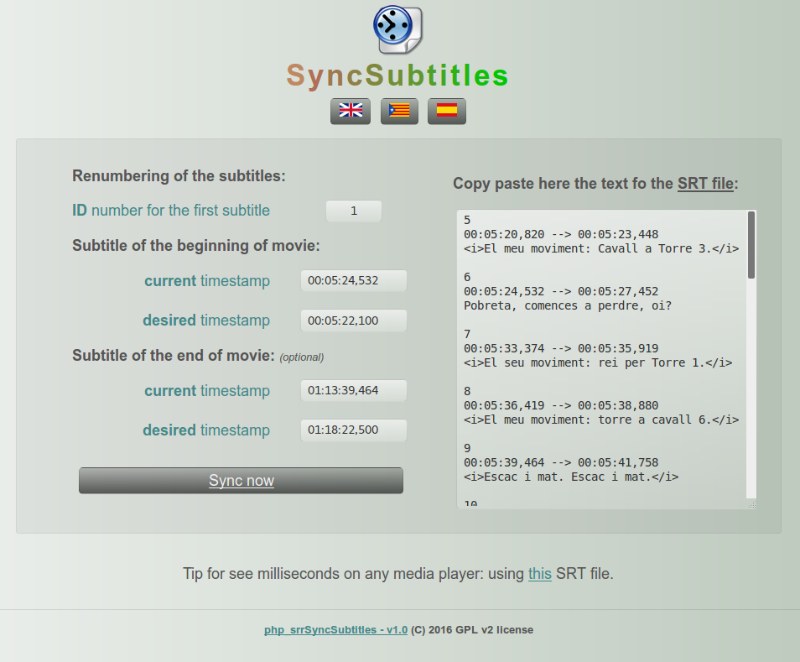 SyncSubtitles
Renumbering of the subtitles:
ID number for the first subtitle
1
Subtitle of the beginning of movie:
current timestamp
00:05:24,532
desired timestamp
00:05:22,100
Subtitle of the end of movie: (optional)
current timestamp
01:13:39,464
desired timestamp
01:18:22,500
Sync now
Copy paste here the text fo the SRT file:
5
00:05:20,820 --> 00:05:23,448
<i>El meu moviment: Cavall a Torre 3.</i>
6
00:05:24,532 --> 00:05:27,452
Pobreta, comences a perdre, oi?
7
00:05:33,374 --> 00:05:35,919
<i>El seu moviment: rei per Torre 1.</i>
8
00:05:36,419 --> 00:05:38,880
<i>El meu moviment: torre a cavall 6.</i>
9
00:05:39,464 --> 00:05:41,758
<i>Escac i mat. Escac i mat.</i>
10
Tip for see milliseconds on any media player: using this SRT file.
php_srrSyncSubtitles - v1.0 (C) 2016 GPL v2 license